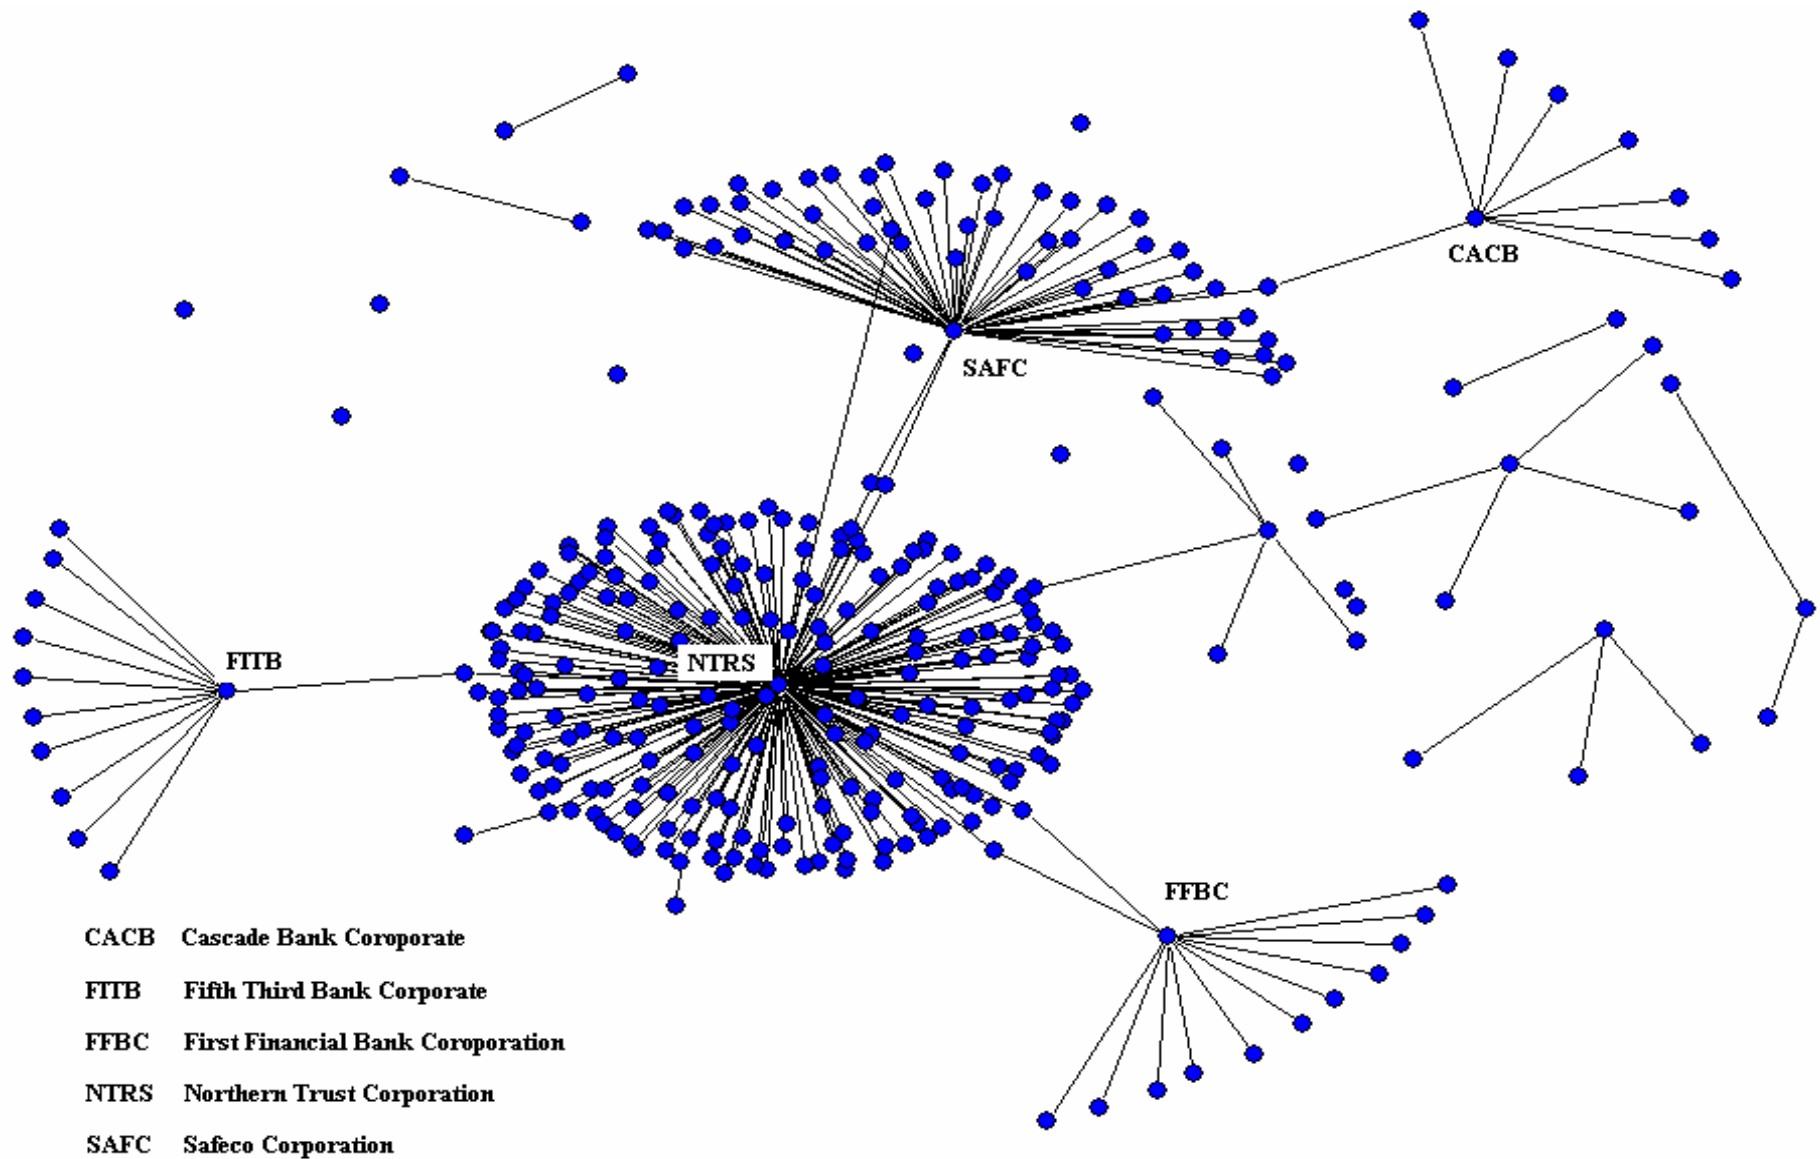 CACB
SAFC
FITB
NTRS
FFBC
CACB Cascade Bank Coroporate
FITB Fifth Third Bank Corporate
FFBC First Financial Bank Coroporation
NTRS Northern Trust Corporation
SAFC Safeco Corporation